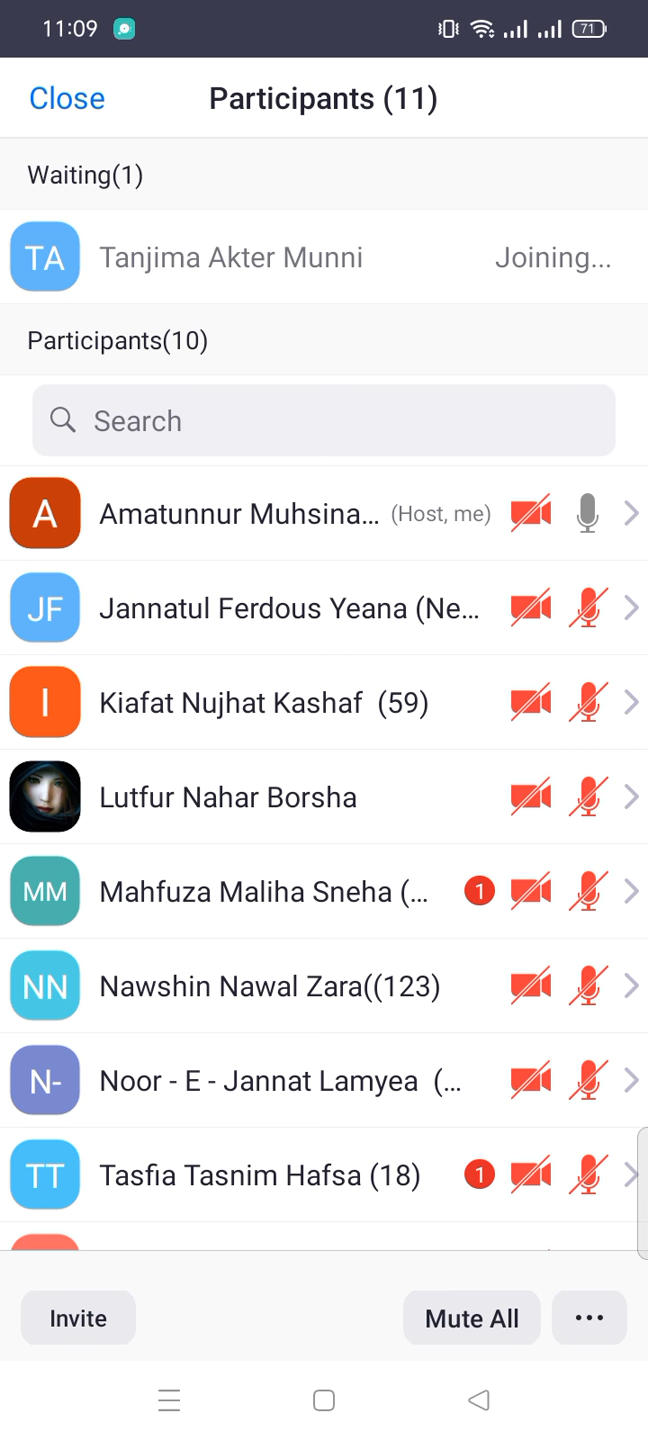 11:09 71
Close Participants (11)
Waiting(1)
TA Tanjima Akter Munni Joining...
Participants(10)
Search
A Amatunnur Muhsina... (Host, me)
JF Jannatul Ferdous Yeana (Ne...
I Kiafat Nujhat Kashaf (59)
Lutfur Nahar Borsha
MM Mahfuza Maliha Sneha (... 1
NN Nawshin Nawal Zara((123)
N- Noor - E - Jannat Lamyea (...
TT Tasfia Tasnim Hafsa (18) 1
Invite Mute All ...